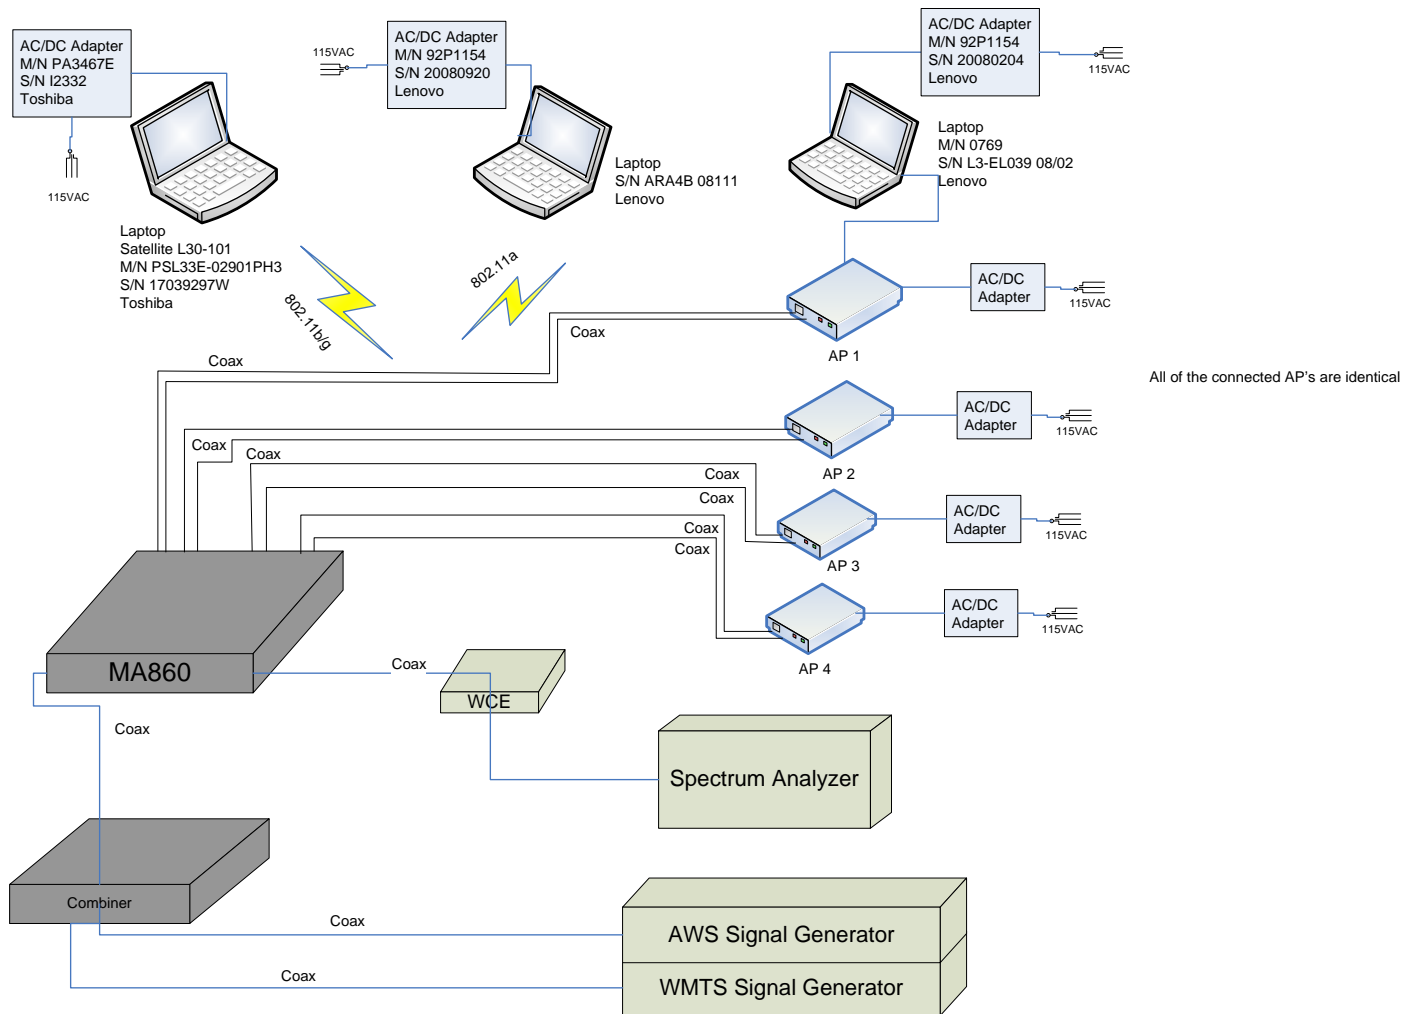 AC/DC Adapter
M/N PA3467E
S/N I2332
Toshiba
115VAC
115VAC
AC/DC Adapter
M/N 92P1154
S/N 20080920
Lenovo
AC/DC Adapter
M/N 92P1154
S/N 20080204
Lenovo
115VAC
Laptop
Satellite L30-101
M/N PSL33E-02901PH3
S/N 17039297W
Toshiba
Laptop
S/N ARA4B 08111
Lenovo
Laptop
M/N 0769
S/N L3-EL039 08/02
Lenovo
802.11b/g
802.11a
AC/DC
Adapter
115VAC
AP 1
Coax
Coax
All of the connected AP's are identical
AC/DC
Adapter
115VAC
AP 2
Coax
Coax
Coax
Coax
AC/DC
Adapter
115VAC
AP 3
Coax
Coax
AC/DC
Adapter
115VAC
AP 4
MA860
Coax
WCE
Coax
Spectrum Analyzer
Combiner
Coax
AWS Signal Generator
Coax
WMTS Signal Generator